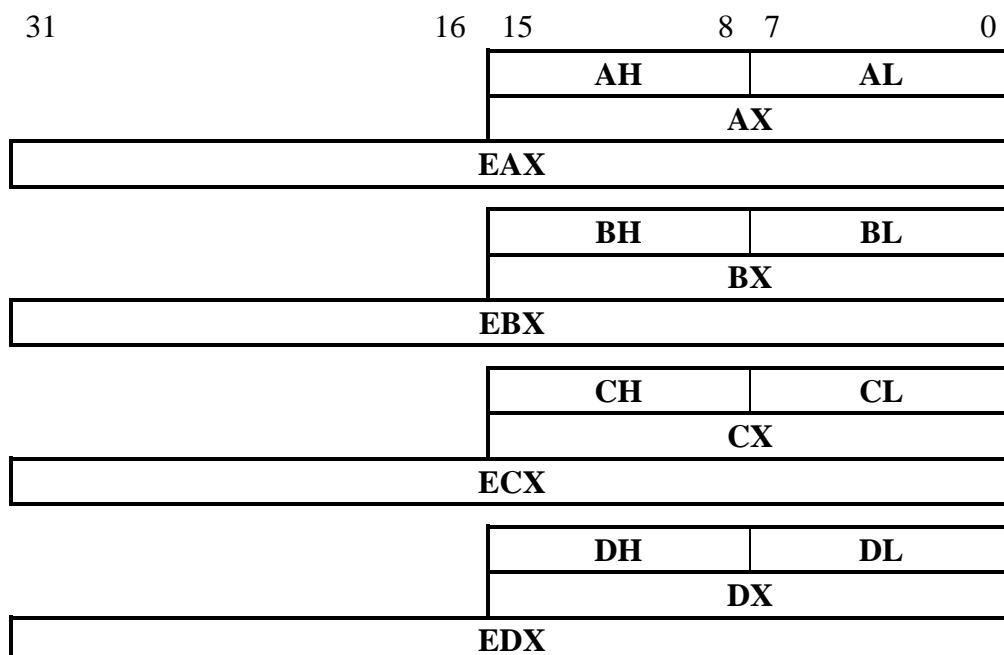 31 16 15 8 7 0
AH AL
AX
EAX
BH BL
BX
EBX
CH CL
CX
ECX
DH DL
DX
EDX